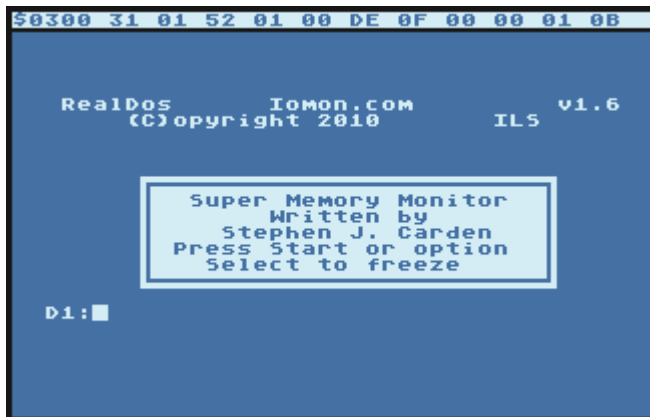 $0300 31 01 52 01 00 DE 0F 00 00 01 0B
RealDos Iomon.com v1.6
(C)opyright 2010 ILS
Super Memory Monitor
Written by
Stephen J. Carden
Press Start or option
Select to freeze
D1: